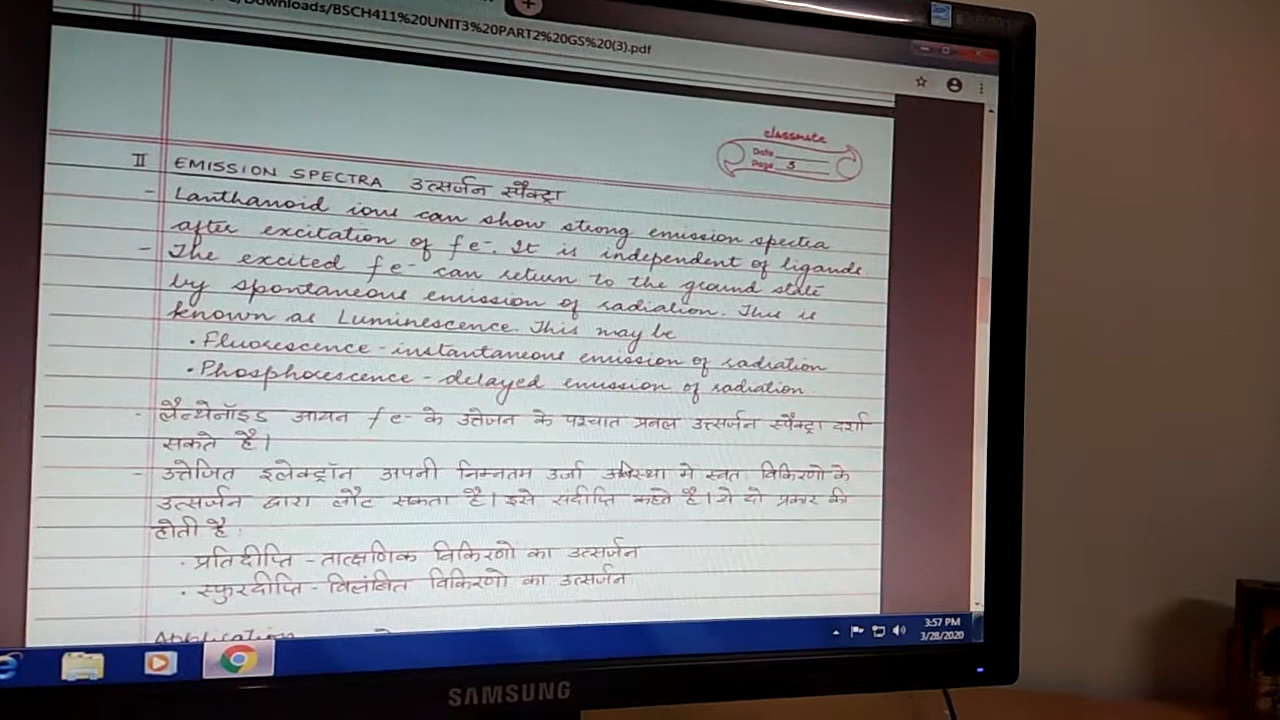 Downloads/BSCH411%20UNIT3%20PART2%20GS%20(3).pdf
classmate
Date
Page 3
II EMISSION SPECTRA उत्सर्जन स्पैक्ट्रा
- Lanthanoid ions can show strong emission spectra
after excitation of f e-. It is independent of ligands.
- The excited f e- can return to the ground state
by spontaneous emission of radiation. This is
known as Luminescence. This may be
• Fluorescence - instantaneous emission of radiation
• Phosphorescence - delayed emission of radiation.
- लैन्थेनॉइड आयन f e- के उत्तेजन के पश्चात प्रबल उत्सर्जन स्पैक्ट्रा दर्शा
सकते है।
- उत्तेजित इलेक्ट्रॉन अपनी निम्नतम उर्जा अवस्था मे स्वत विकिरणो के
उत्सर्जन द्वारा लौट सकता है। इसे संदीप्ति कहते है। ये दो प्रकार की
होती है :
• प्रतिदीप्ति - तात्क्षणिक विकिरणो का उत्सर्जन
• स्फुरदीप्ति - विलंबित विकिरणो का उत्सर्जन
Application
3:57 PM
3/28/2020
SAMSUNG